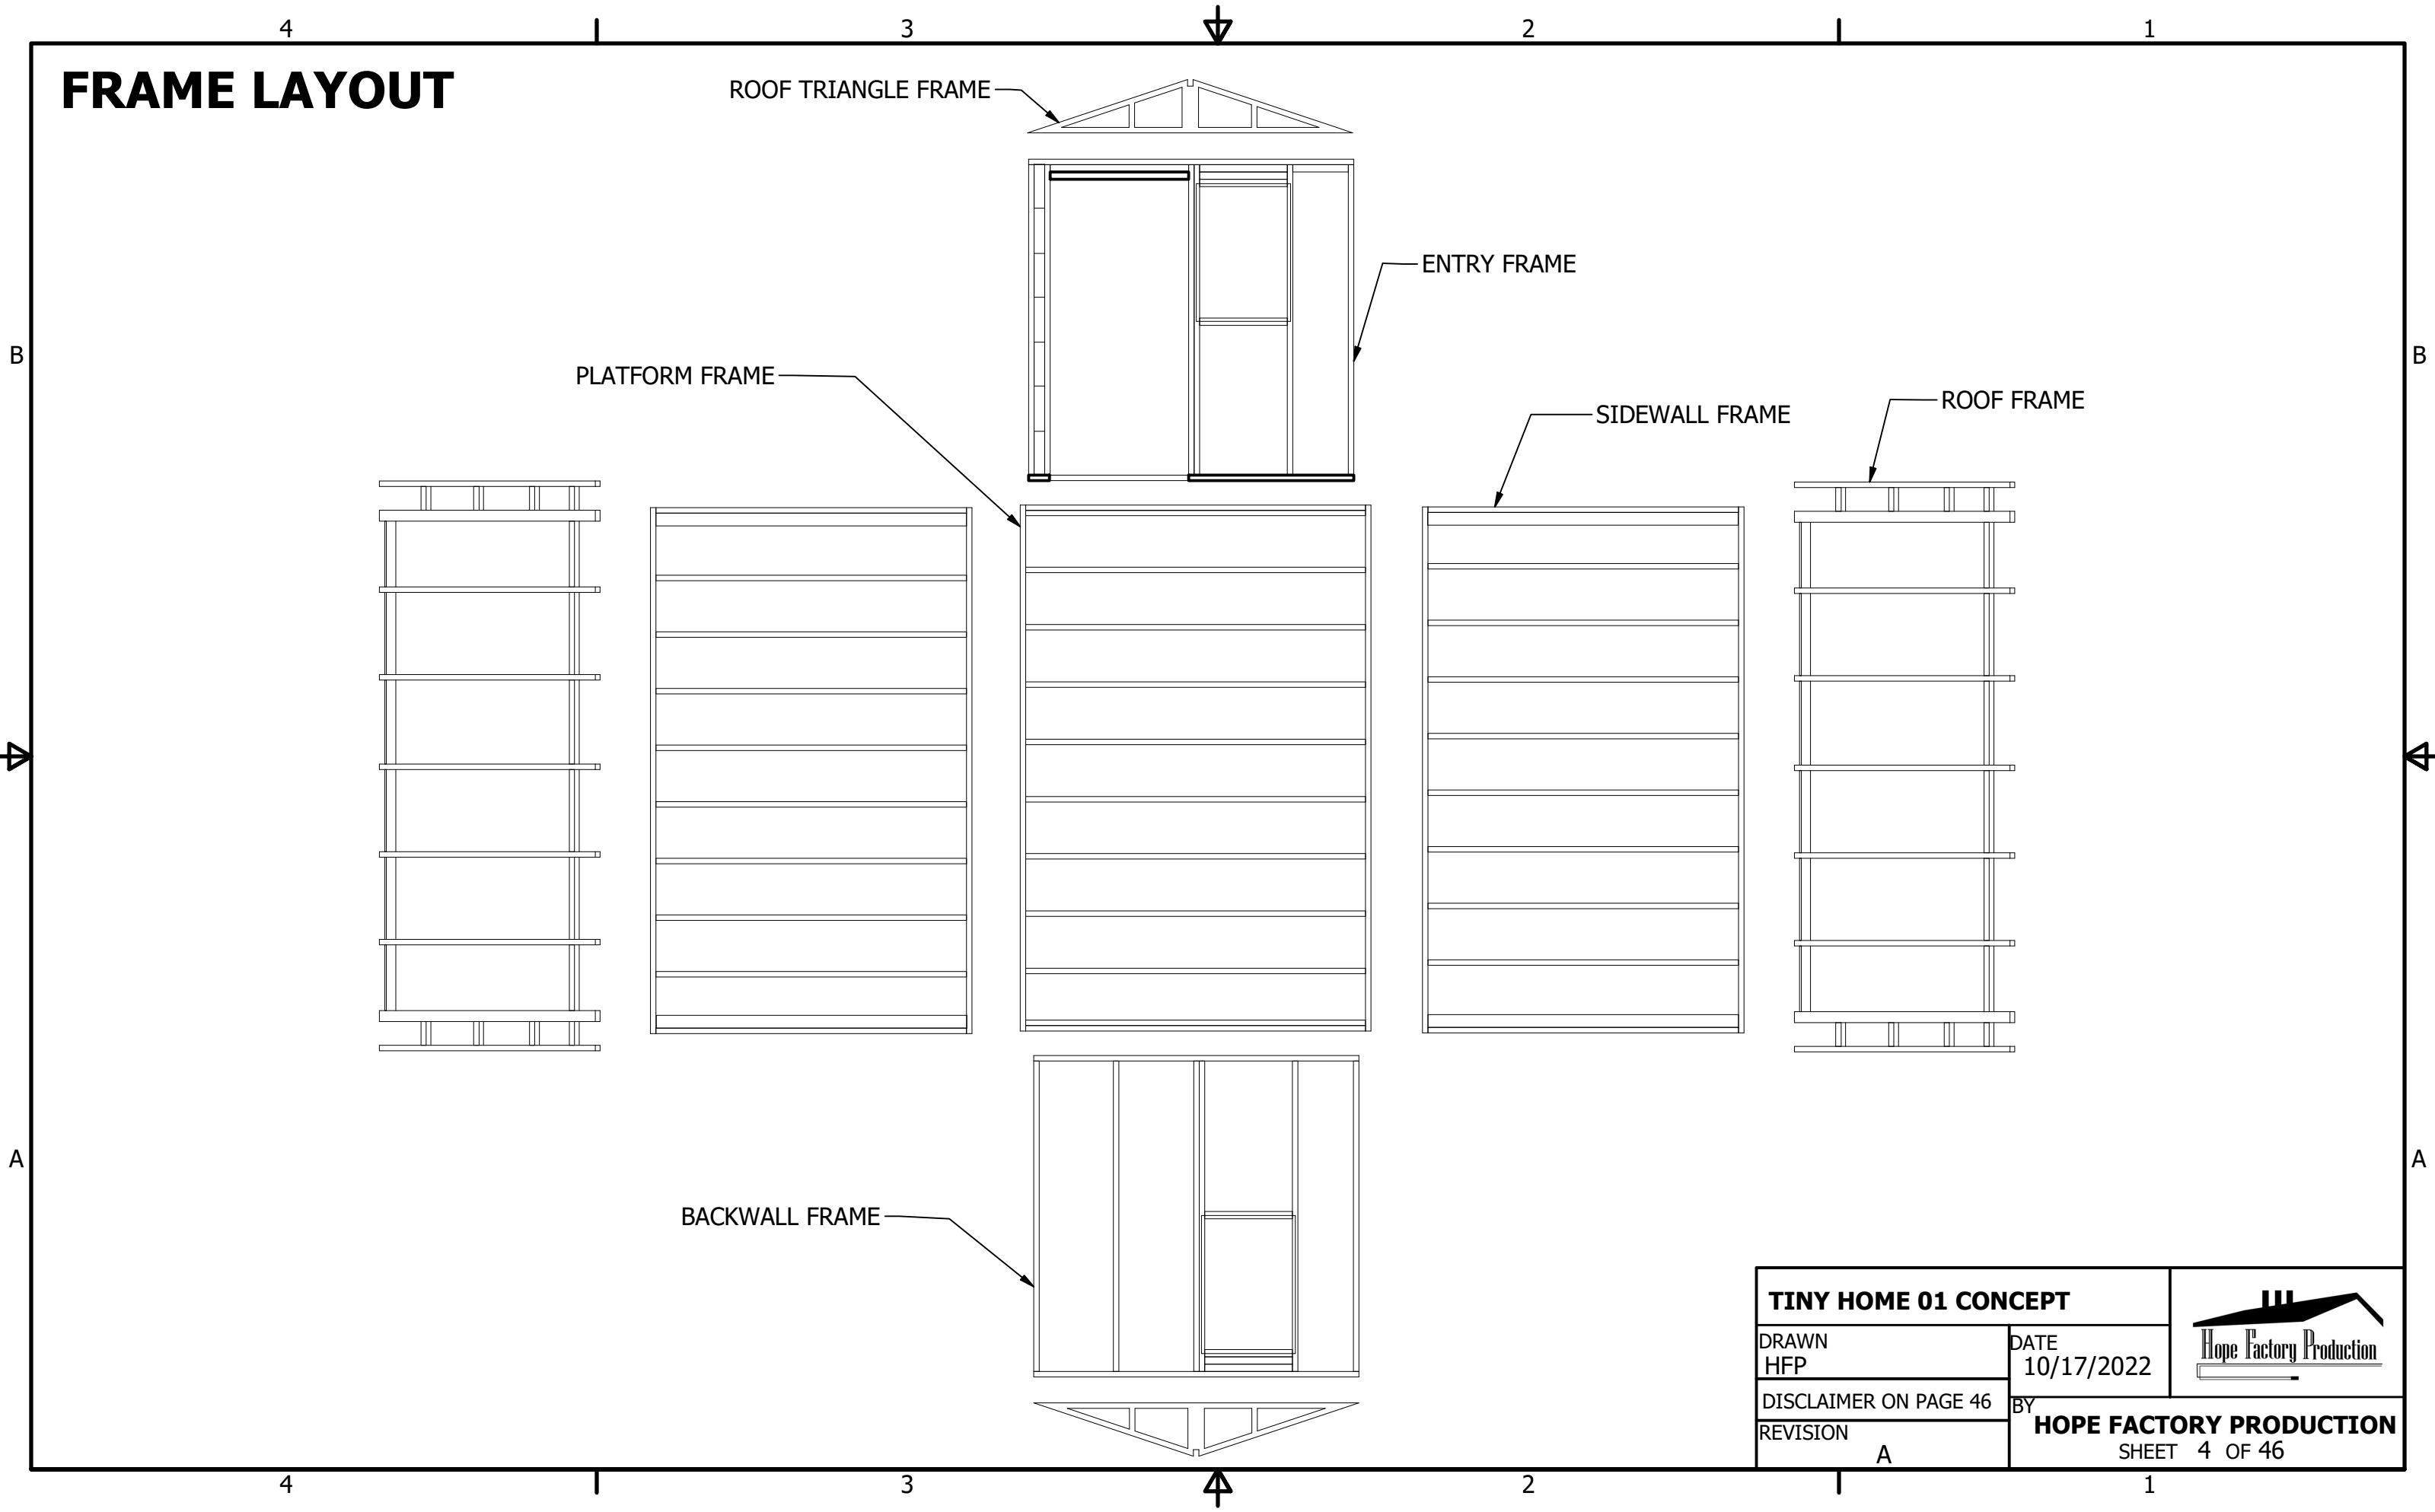 4 3 2 1
FRAME LAYOUT
ROOF TRIANGLE FRAME
ENTRY FRAME
B B
PLATFORM FRAME
SIDEWALL FRAME
ROOF FRAME
A A
BACKWALL FRAME
TINY HOME 01 CONCEPT
DRAWN
HFP
DATE
10/17/2022
Hope Factory Production
DISCLAIMER ON PAGE 46
BY
HOPE FACTORY PRODUCTION
REVISION
A
SHEET 4 OF 46
4 3 2 1